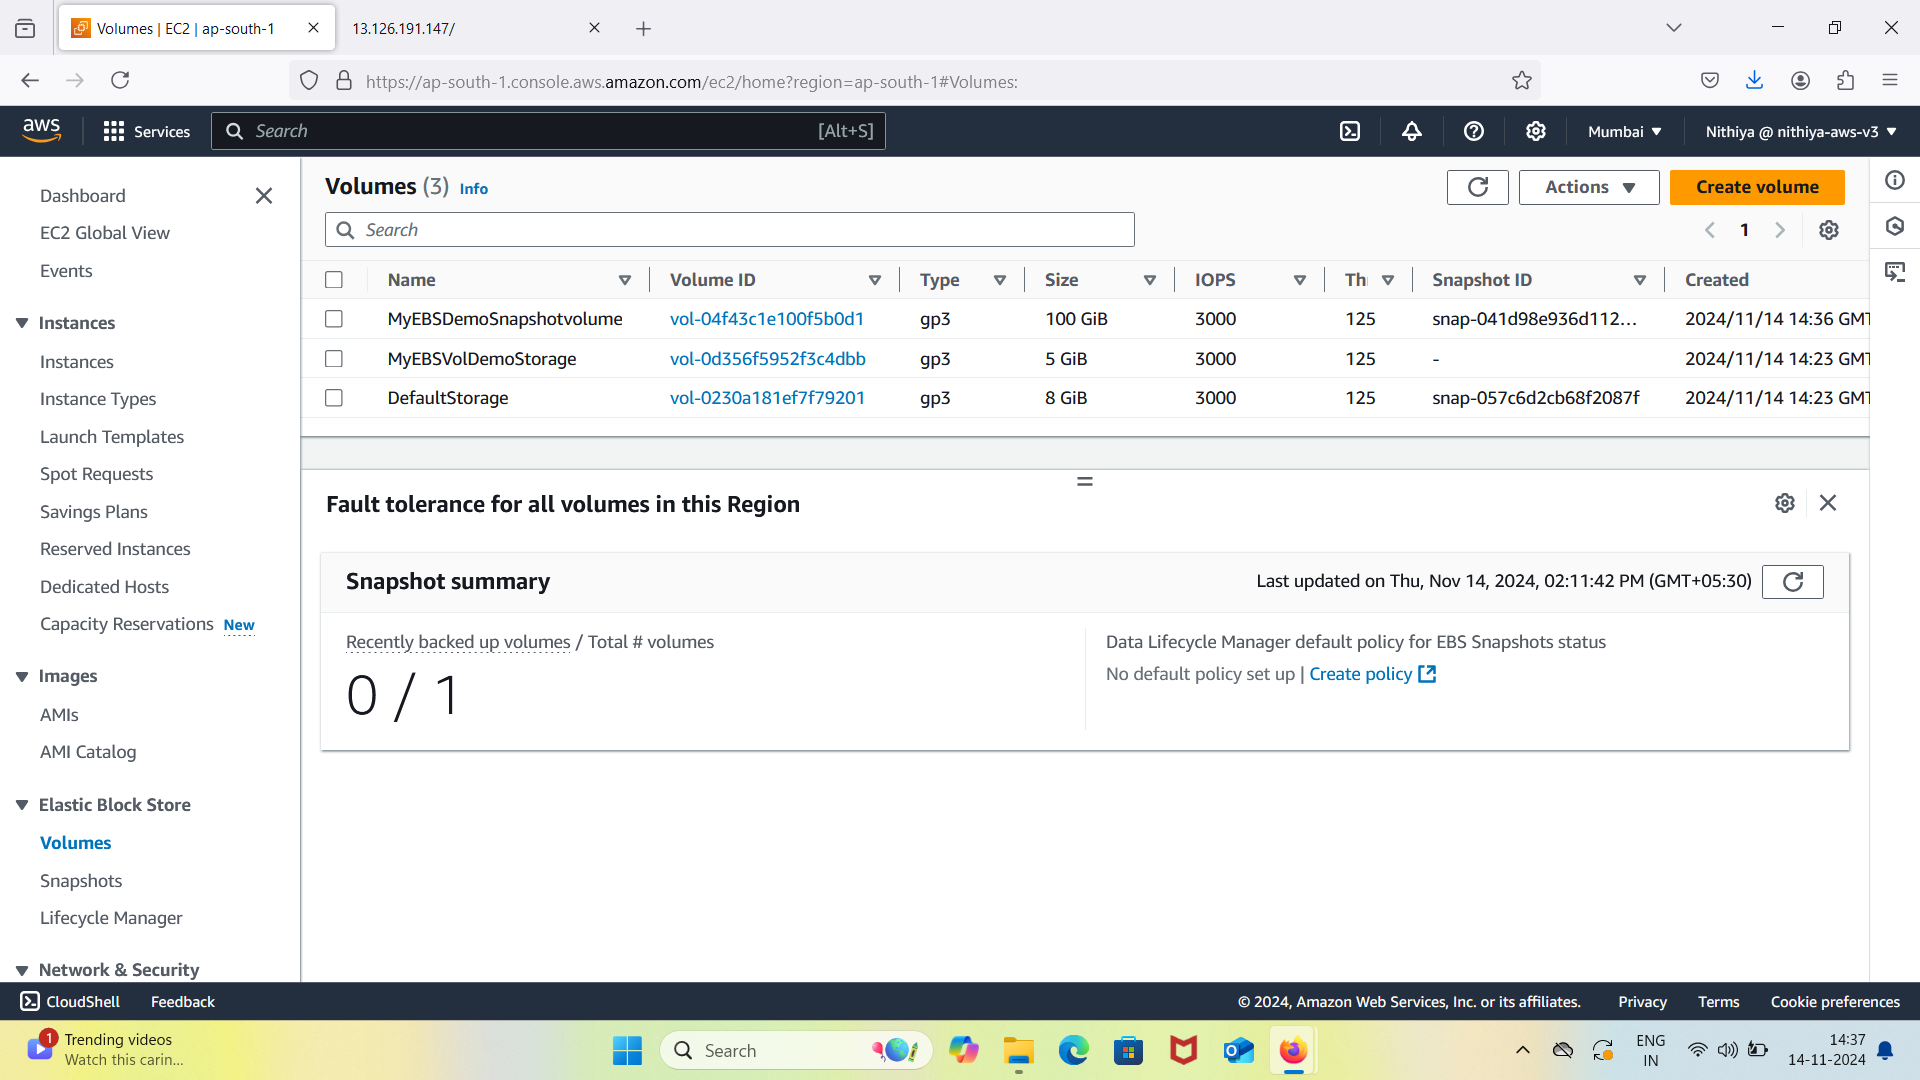 Volumes | EC2 | ap-south-1
13.126.191.147/
https://ap-south-1.console.aws.amazon.com/ec2/home?region=ap-south-1#Volumes:
aws
Services
Search
[Alt+S]
Mumbai
Nithiya @ nithiya-aws-v3
Dashboard
EC2 Global View
Events
Instances
Instances
Instance Types
Launch Templates
Spot Requests
Savings Plans
Reserved Instances
Dedicated Hosts
Capacity Reservations New
Images
AMIs
AMI Catalog
Elastic Block Store
Volumes
Snapshots
Lifecycle Manager
Network & Security
Volumes (3) Info
Actions
Create volume
Search
1
Name Volume ID Type Size IOPS Th Snapshot ID Created
MyEBSDemoSnapshotvolume vol-04f43c1e100f5b0d1 gp3 100 GiB 3000 125 snap-041d98e936d112... 2024/11/14 14:36 GMT
MyEBSVolDemoStorage vol-0d356f5952f3c4dbb gp3 5 GiB 3000 125 - 2024/11/14 14:23 GMT
DefaultStorage vol-0230a181ef7f79201 gp3 8 GiB 3000 125 snap-057c6d2cb68f2087f 2024/11/14 14:23 GMT
Fault tolerance for all volumes in this Region
Snapshot summary
Last updated on Thu, Nov 14, 2024, 02:11:42 PM (GMT+05:30)
Recently backed up volumes / Total # volumes
0 / 1
Data Lifecycle Manager default policy for EBS Snapshots status
No default policy set up | Create policy
CloudShell Feedback
© 2024, Amazon Web Services, Inc. or its affiliates. Privacy Terms Cookie preferences
1
Trending videos
Watch this carin...
Search
ENG
IN
14:37
14-11-2024